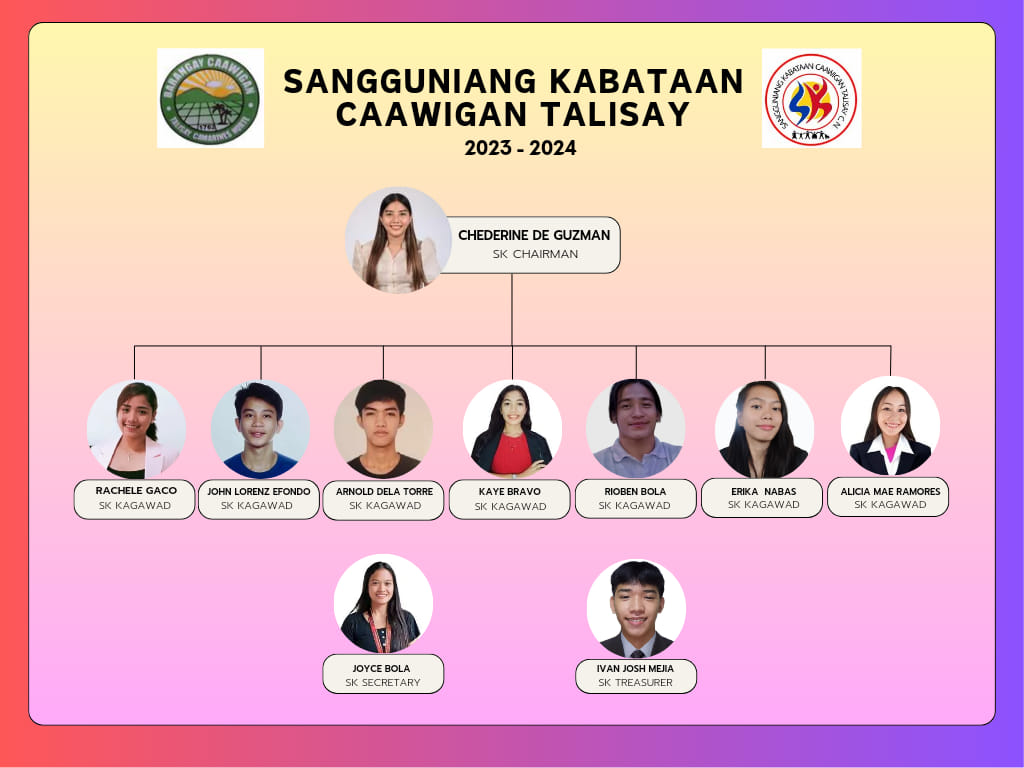 BARANGAY CAAWIGAN
1762
TALISAY CAMARINES NORTE
SANGGUNIANG KABATAAN
CAAWIGAN TALISAY
2023 - 2024
SANGGUNIANG KABATAAN CAAWIGAN TALISAY C.N.
SK
CHEDERINE DE GUZMAN
SK CHAIRMAN
RACHELE GACO
SK KAGAWAD
JOHN LORENZ EFONDO
SK KAGAWAD
ARNOLD DELA TORRE
SK KAGAWAD
KAYE BRAVO
SK KAGAWAD
RIOBEN BOLA
SK KAGAWAD
ERIKA NABAS
SK KAGAWAD
ALICIA MAE RAMORES
SK KAGAWAD
JOYCE BOLA
SK SECRETARY
IVAN JOSH MEJIA
SK TREASURER